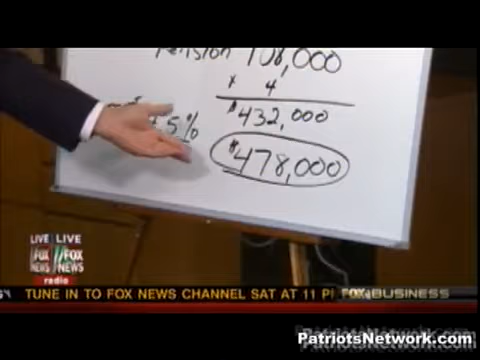 Pension 108,000
x 4
$432,000
5%
$478,000
LIVE LIVE
FOX NEWS FOX NEWS
radio
TUNE IN TO FOX NEWS CHANNEL SAT AT 11 P FOX BUSINESS
PatriotsNetwork.com